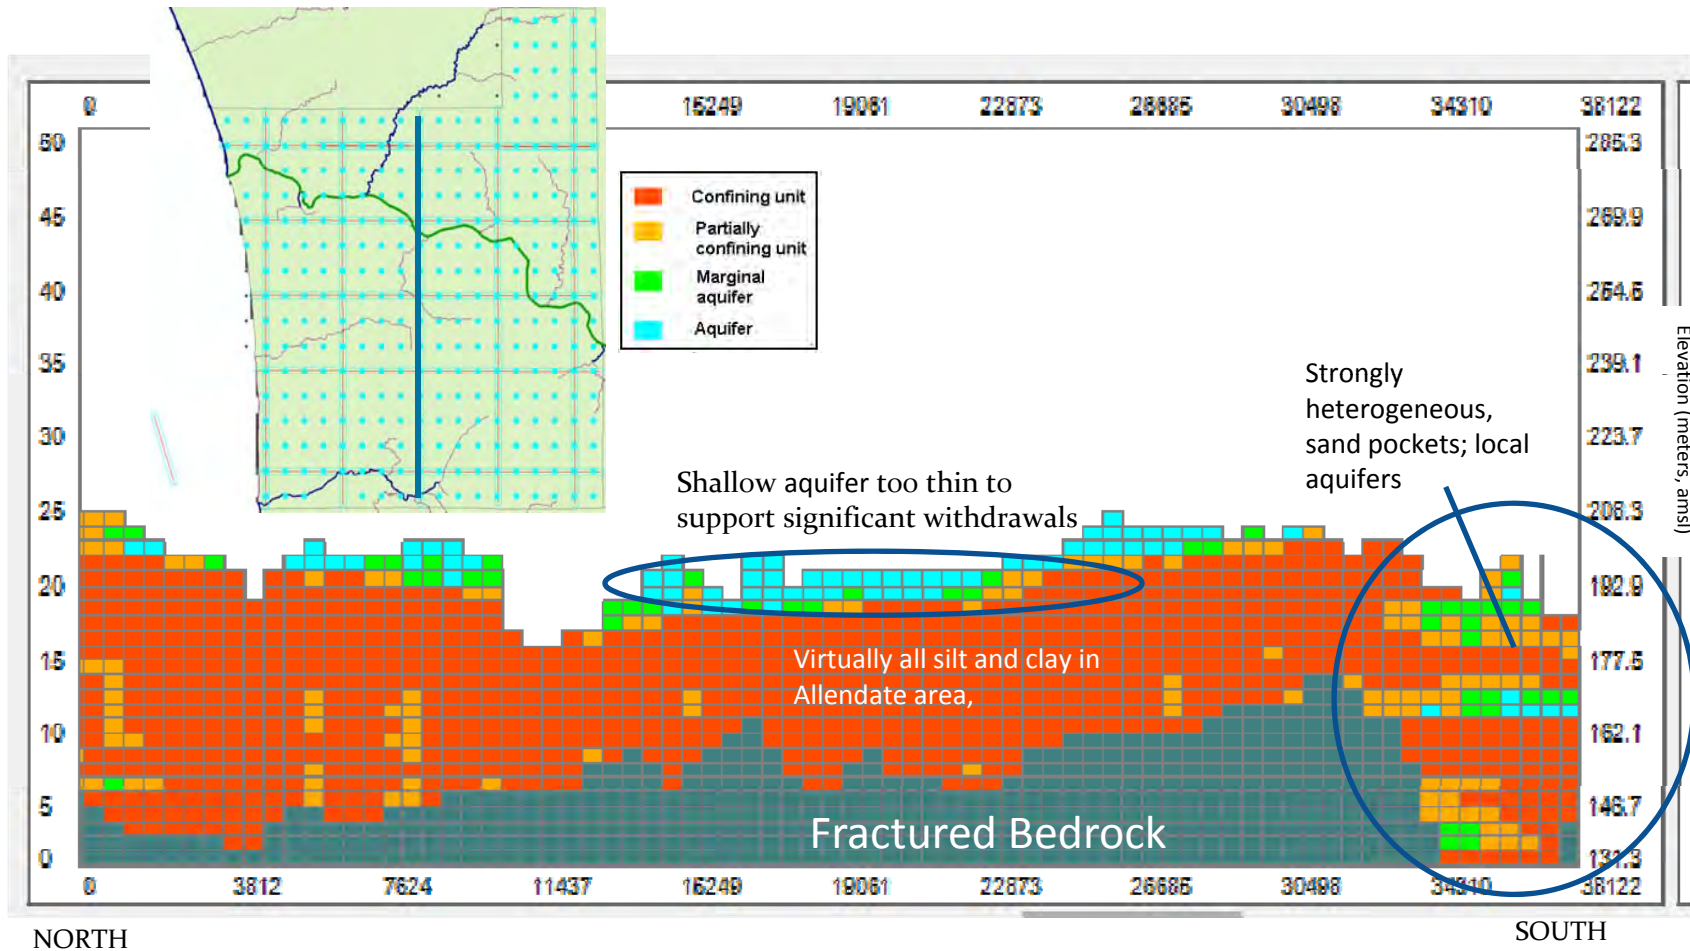 0 16249 19061 22873 26685 30498 34310 38122
50 285.3
45 269.9
40 254.6
35 239.1
30 223.7
25 208.3
20 192.9
15 177.5
10 162.1
5 146.7
0 131.3
Confining unit
Partially
confining unit
Marginal
aquifer
Aquifer
Elevation (meters, amsl)
Strongly
heterogeneous,
sand pockets; local
aquifers
Shallow aquifer too thin to
support significant withdrawals
Virtually all silt and clay in
Allendate area,
Fractured Bedrock
0 3812 7624 11437 16249 19061 22873 26685 30498 34310 38122
NORTH SOUTH